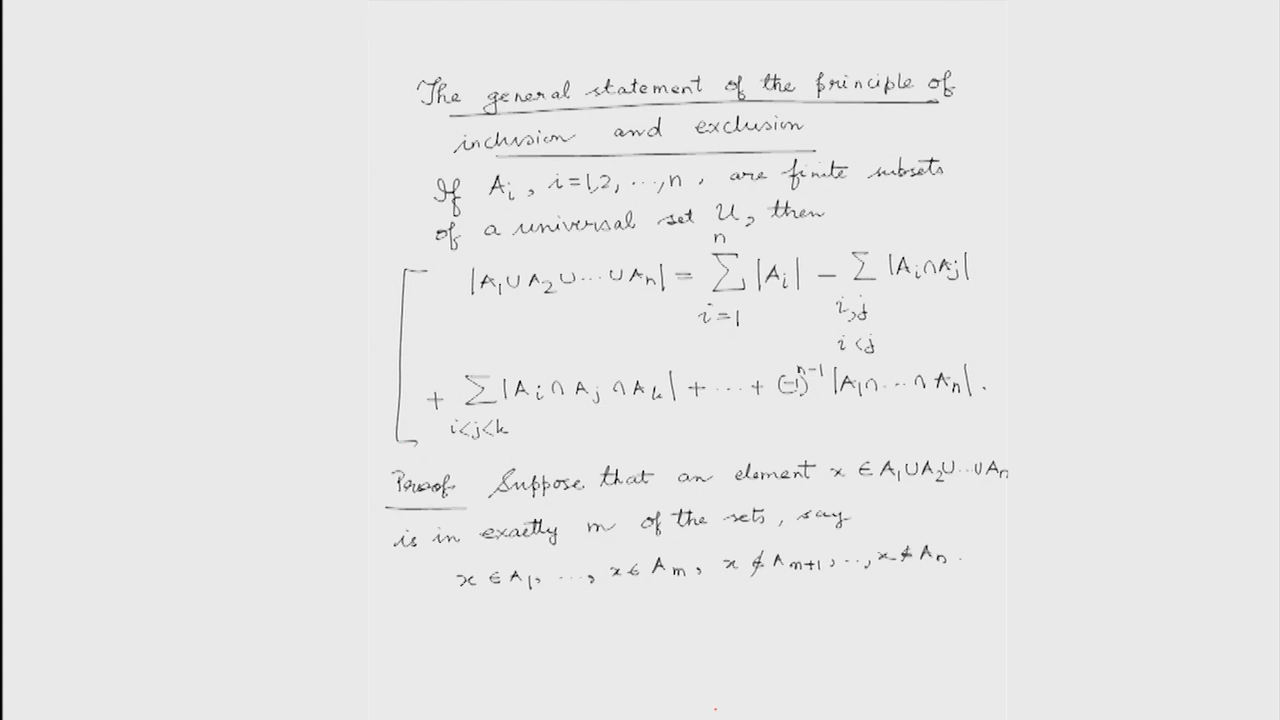 The general statement of the principle of
inclusion and exclusion
If Aᵢ, i=1,2, ..., n, are finite subsets
of a universal set U, then
|A₁∪A₂∪...∪Aₙ| = ∑ⁿᵢ₌₁ |Aᵢ| − ∑ i,j i<j |Aᵢ∩Aⱼ|
+ ∑ i<j<k |Aᵢ∩Aⱼ∩Aₖ| + ... + (-1)ⁿ⁻¹ |A₁∩...∩Aₙ|.
Proof Suppose that an element x ∈ A₁∪A₂∪...∪Aₙ
is in exactly m of the sets, say
x ∈ A₁, ..., x ∈ Aₘ, x ∉ Aₘ₊₁, ..., x ∉ Aₙ.